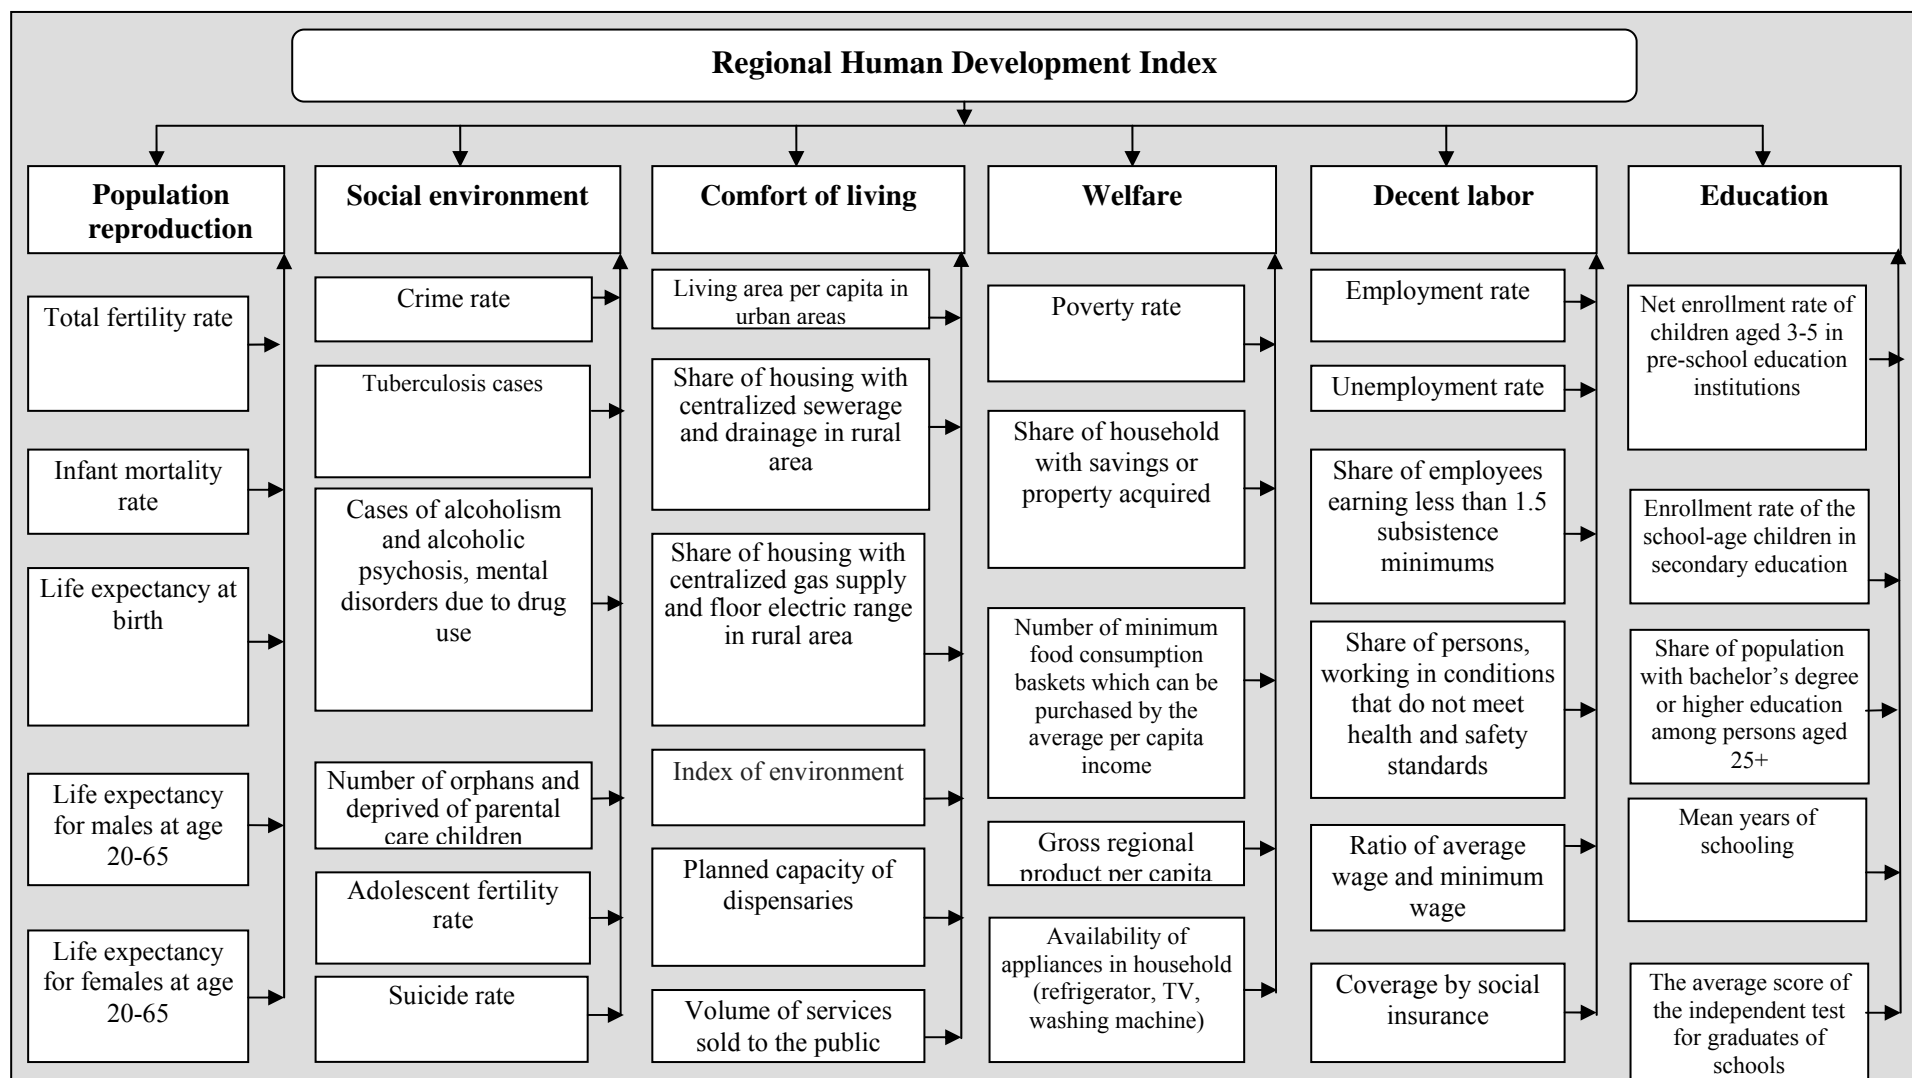 Regional Human Development Index
Population
reproduction
Total fertility rate
Infant mortality
rate
Life expectancy at
birth
Life expectancy
for males at age
20-65
Life expectancy
for females at age
20-65
Social environment
Crime rate
Tuberculosis cases
Cases of alcoholism
and alcoholic
psychosis, mental
disorders due to drug
use
Number of orphans and
deprived of parental
care children
Adolescent fertility
rate
Suicide rate
Comfort of living
Living area per capita in
urban areas
Share of housing with
centralized sewerage
and drainage in rural
area
Share of housing with
centralized gas supply
and floor electric range
in rural area
Index of environment
Planned capacity of
dispensaries
Volume of services
sold to the public
Welfare
Poverty rate
Share of household
with savings or
property acquired
Number of minimum
food consumption
baskets which can be
purchased by the
average per capita
income
Gross regional
product per capita
Availability of
appliances in household
(refrigerator, TV,
washing machine)
Decent labor
Employment rate
Unemployment rate
Share of employees
earning less than 1.5
subsistence
minimums
Share of persons,
working in conditions
that do not meet
health and safety
standards
Ratio of average
wage and minimum
wage
Coverage by social
insurance
Education
Net enrollment rate of
children aged 3-5 in
pre-school education
institutions
Enrollment rate of the
school-age children in
secondary education
Share of population
with bachelor’s degree
or higher education
among persons aged
25+
Mean years of
schooling
The average score of
the independent test
for graduates of
schools